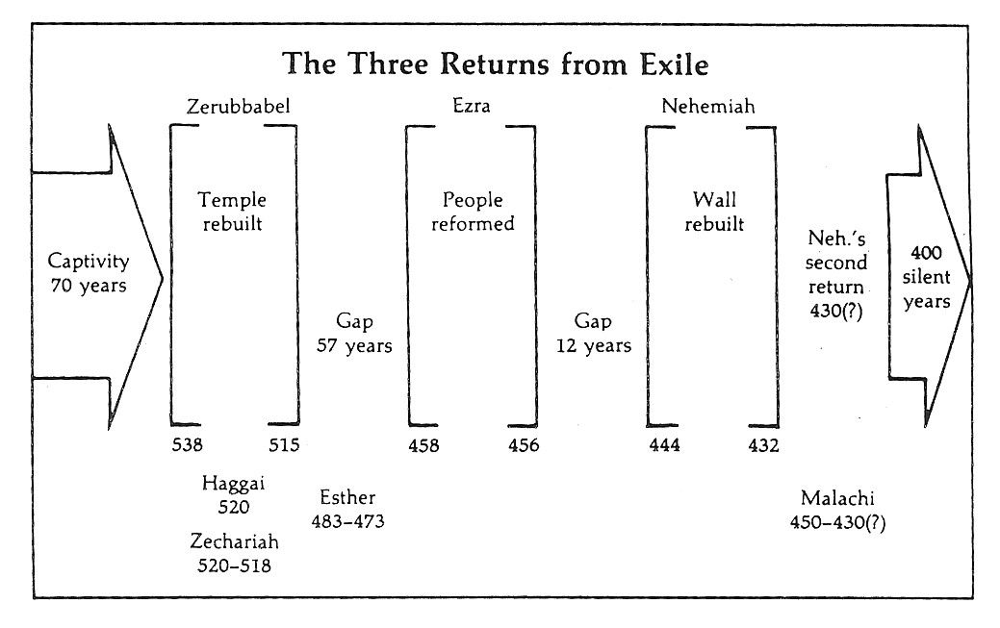 The Three Returns from Exile
Zerubbabel
Ezra
Nehemiah
Captivity
70 years
Temple
rebuilt
Gap
57 years
People
reformed
Gap
12 years
Wall
rebuilt
Neh.'s
second
return
430(?)
400
silent
years
538
515
458
456
444
432
Haggai
520
Zechariah
520–518
Esther
483–473
Malachi
450–430(?)